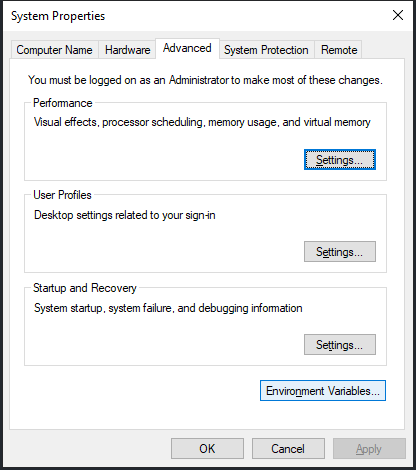 System Properties
Computer Name Hardware Advanced System Protection Remote
You must be logged on as an Administrator to make most of these changes.
Performance
Visual effects, processor scheduling, memory usage, and virtual memory
Settings...
User Profiles
Desktop settings related to your sign-in
Settings...
Startup and Recovery
System startup, system failure, and debugging information
Settings...
Environment Variables...
OK Cancel Apply